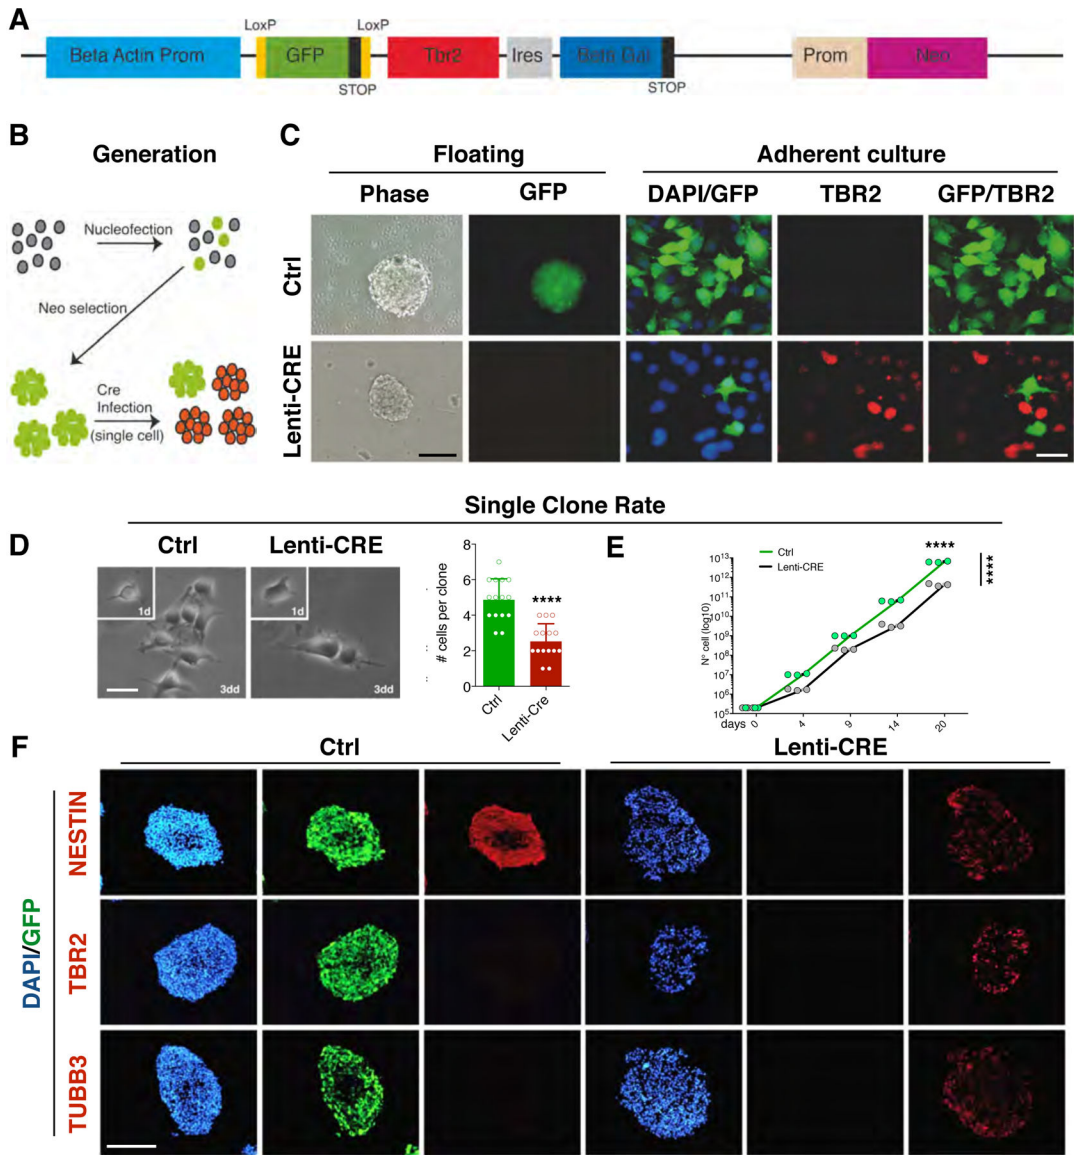 A
LoxP LoxP
Beta Actin Prom GFP Tbr2 Ires Beta Gal Prom Neo
STOP STOP
B
Generation
Nucleofection
Neo selection
Cre
Infection
(single cell)
C
Floating Adherent culture
Phase GFP DAPI/GFP TBR2 GFP/TBR2
Ctrl
Lenti-CRE
Single Clone Rate
D
Ctrl Lenti-CRE
1d 1d
3dd 3dd
# cells per clone
8
6
4
2
0
****
Ctrl Lenti-Cre
E
Ctrl
Lenti-CRE
****
****
N° cell (log10)
10^13
10^12
10^11
10^10
10^9
10^8
10^7
10^6
10^5
days 0 4 9 14 20
F
Ctrl Lenti-CRE
DAPI/GFP
NESTIN
TBR2
TUBB3